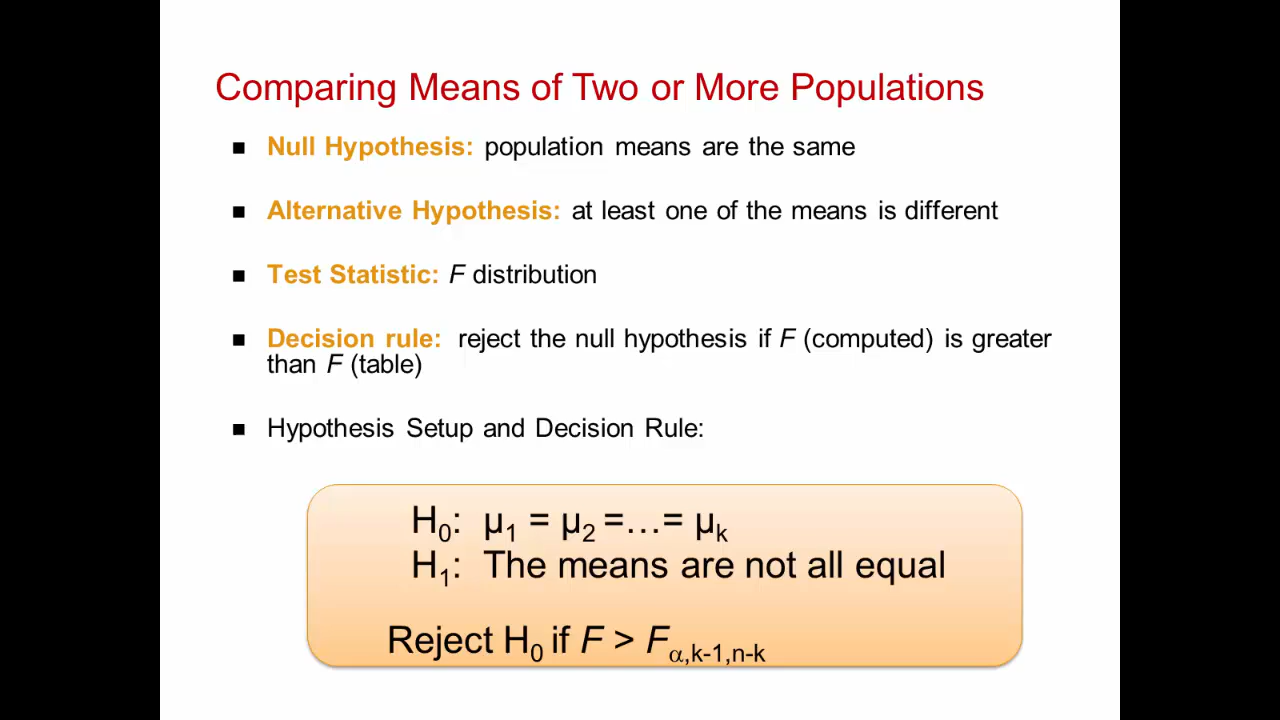 Comparing Means of Two or More Populations
■ Null Hypothesis: population means are the same
■ Alternative Hypothesis: at least one of the means is different
■ Test Statistic: F distribution
■ Decision rule: reject the null hypothesis if F (computed) is greater
than F (table)
■ Hypothesis Setup and Decision Rule:
H₀: μ₁ = μ₂ =…= μₖ
H₁: The means are not all equal
Reject H₀ if F > F α,k-1,n-k